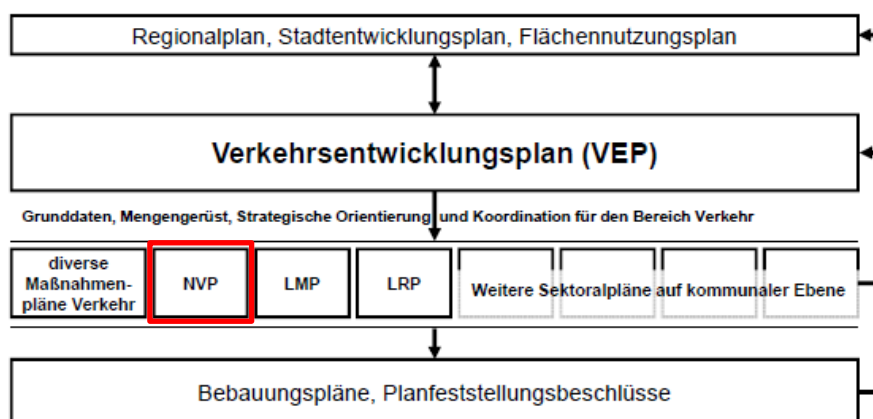 Regionalplan, Stadtentwicklungsplan, Flächennutzungsplan
Verkehrsentwicklungsplan (VEP)
Grunddaten, Mengengerüst, Strategische Orientierung und Koordination für den Bereich Verkehr
diverse
Maßnahmen-
pläne Verkehr
NVP
LMP
LRP
Weitere Sektoralpläne auf kommunaler Ebene
Bebauungspläne, Planfeststellungsbeschlüsse